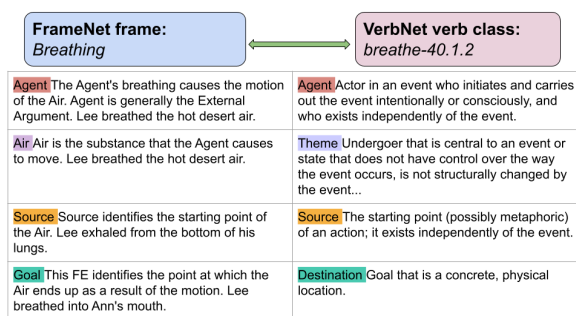 FrameNet frame:
Breathing
VerbNet verb class:
breathe-40.1.2
Agent The Agent's breathing causes the motion
of the Air. Agent is generally the External
Argument. Lee breathed the hot desert air.
Agent Actor in an event who initiates and carries
out the event intentionally or consciously, and
who exists independently of the event.
Air Air is the substance that the Agent causes
to move. Lee breathed the hot desert air.
Theme Undergoer that is central to an event or
state that does not have control over the way
the event occurs, is not structurally changed by
the event...
Source Source identifies the starting point of
the Air. Lee exhaled from the bottom of his
lungs.
Source The starting point (possibly metaphoric)
of an action; it exists independently of the event.
Goal This FE identifies the point at which the
Air ends up as a result of the motion. Lee
breathed into Ann's mouth.
Destination Goal that is a concrete, physical
location.